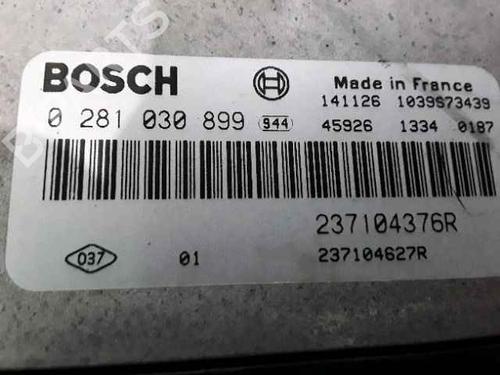 BOSCH
Made in France
141126 1039S73439
0 281 030 899 944
45926 1334 0187
237104376R
037 01 237104627R